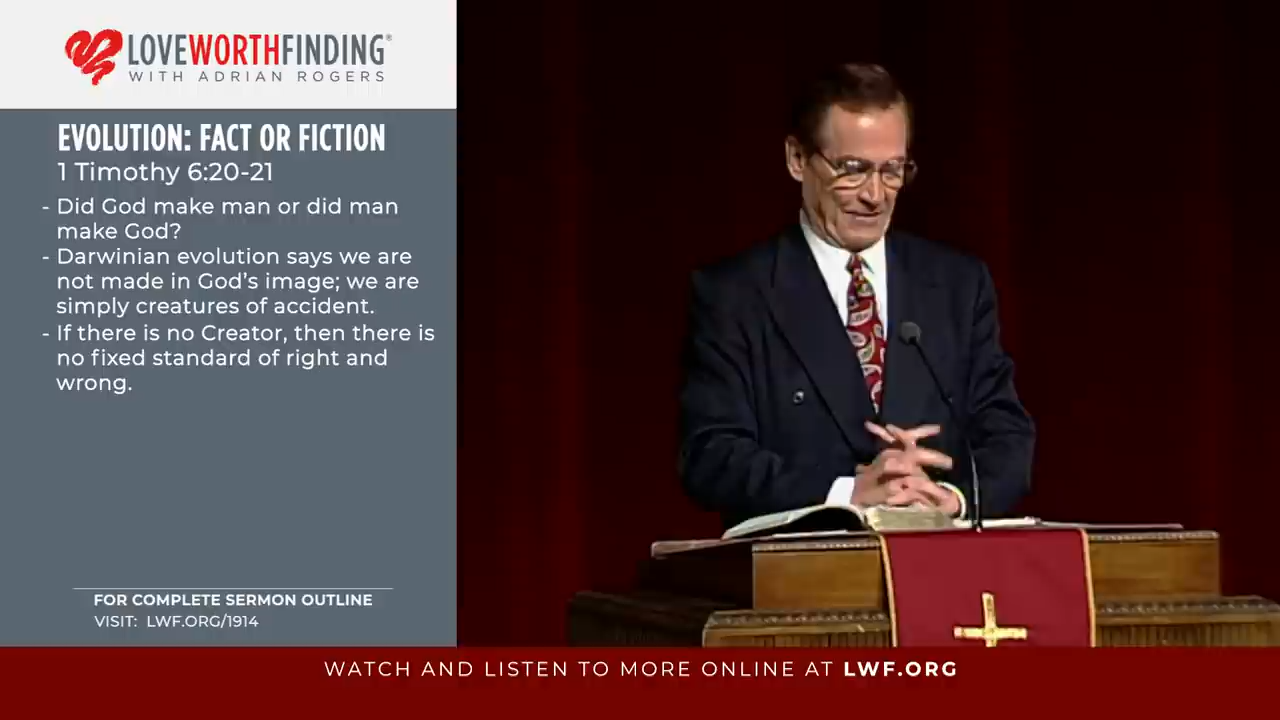 LOVEWORTHFINDING®
WITH ADRIAN ROGERS
EVOLUTION: FACT OR FICTION
1 Timothy 6:20-21
- Did God make man or did man
make God?
- Darwinian evolution says we are
not made in God’s image; we are
simply creatures of accident.
- If there is no Creator, then there is
no fixed standard of right and
wrong.
FOR COMPLETE SERMON OUTLINE
VISIT: LWF.ORG/1914
WATCH AND LISTEN TO MORE ONLINE AT LWF.ORG